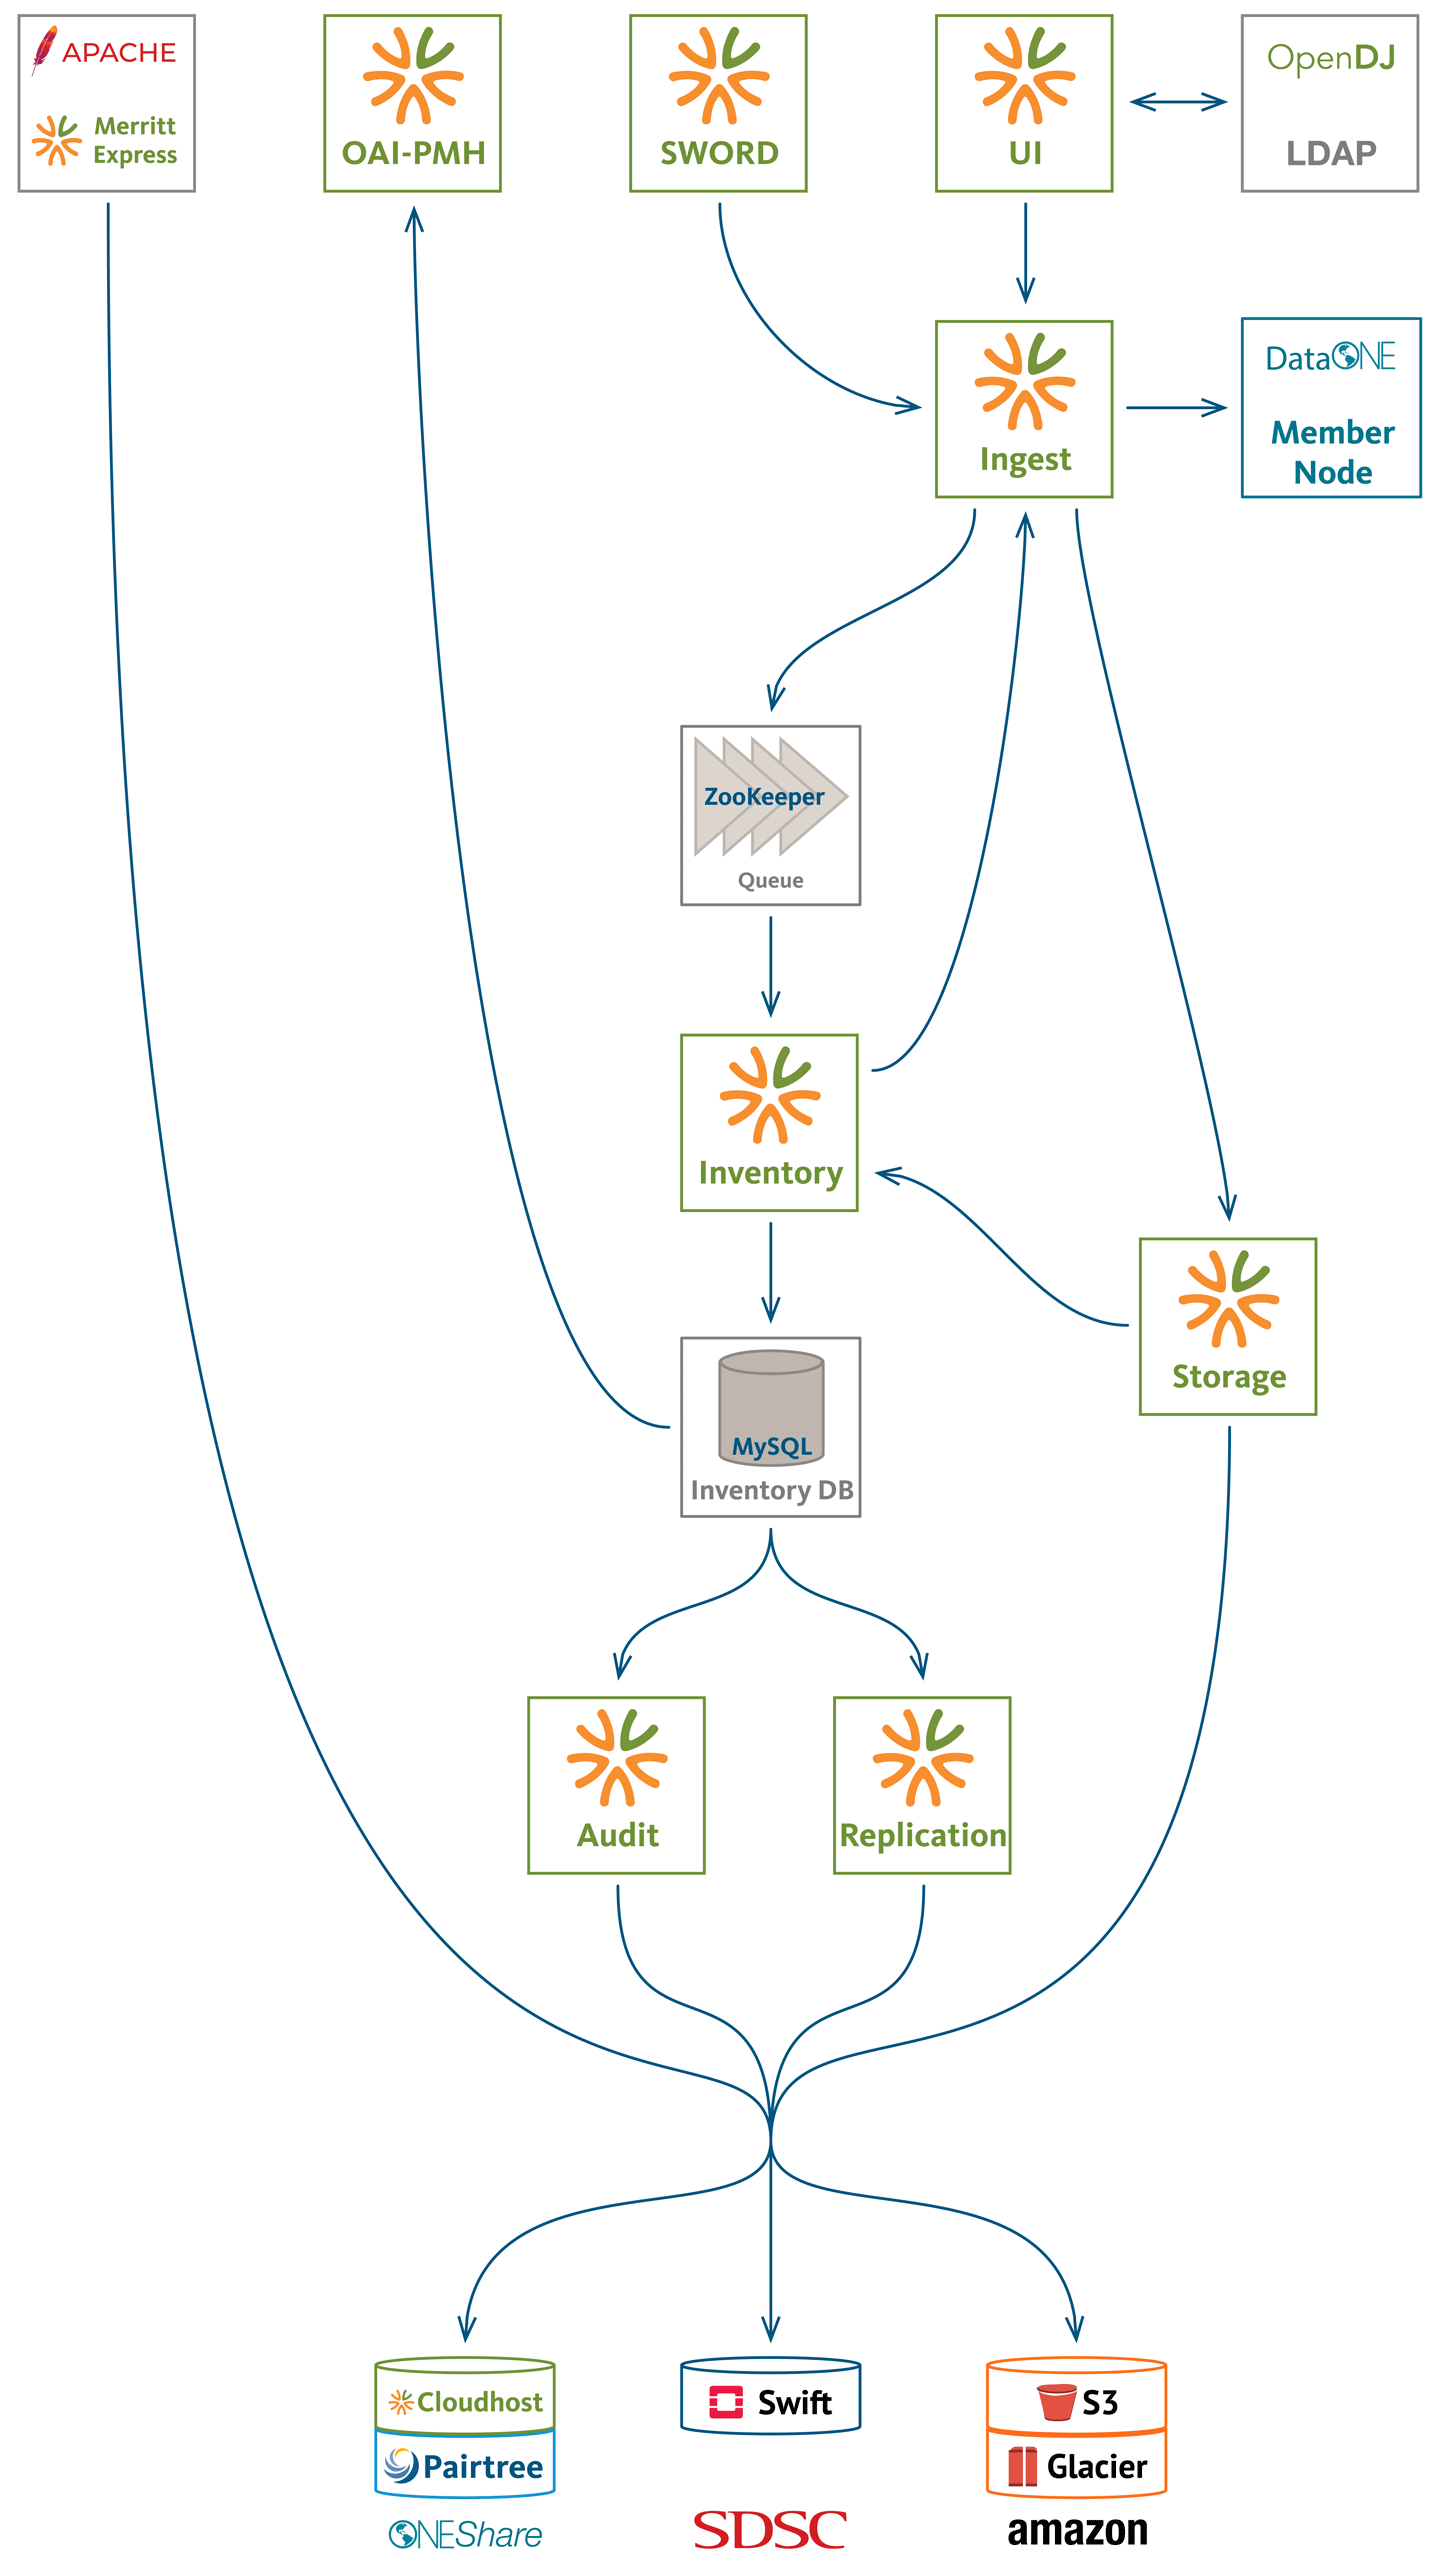 APACHE
Merritt
Express
OAI-PMH
SWORD
UI
OpenDJ
LDAP
Ingest
DataONE
Member
Node
ZooKeeper
Queue
Inventory
Storage
MySQL
Inventory DB
Audit
Replication
Cloudhost
Pairtree
ONEShare
Swift
SDSC
S3
Glacier
amazon